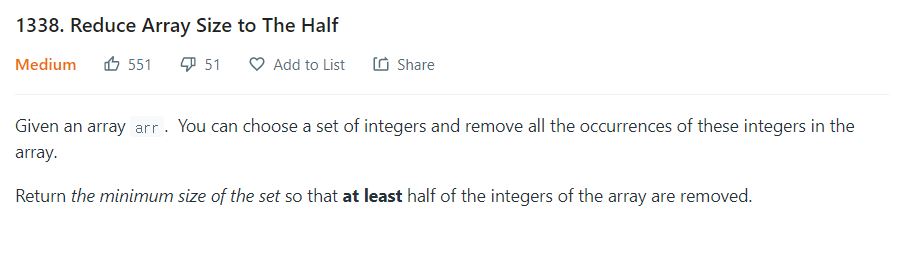 1338. Reduce Array Size to The Half
Medium 551 51 Add to List Share
Given an array arr. You can choose a set of integers and remove all the occurrences of these integers in the
array.
Return the minimum size of the set so that at least half of the integers of the array are removed.